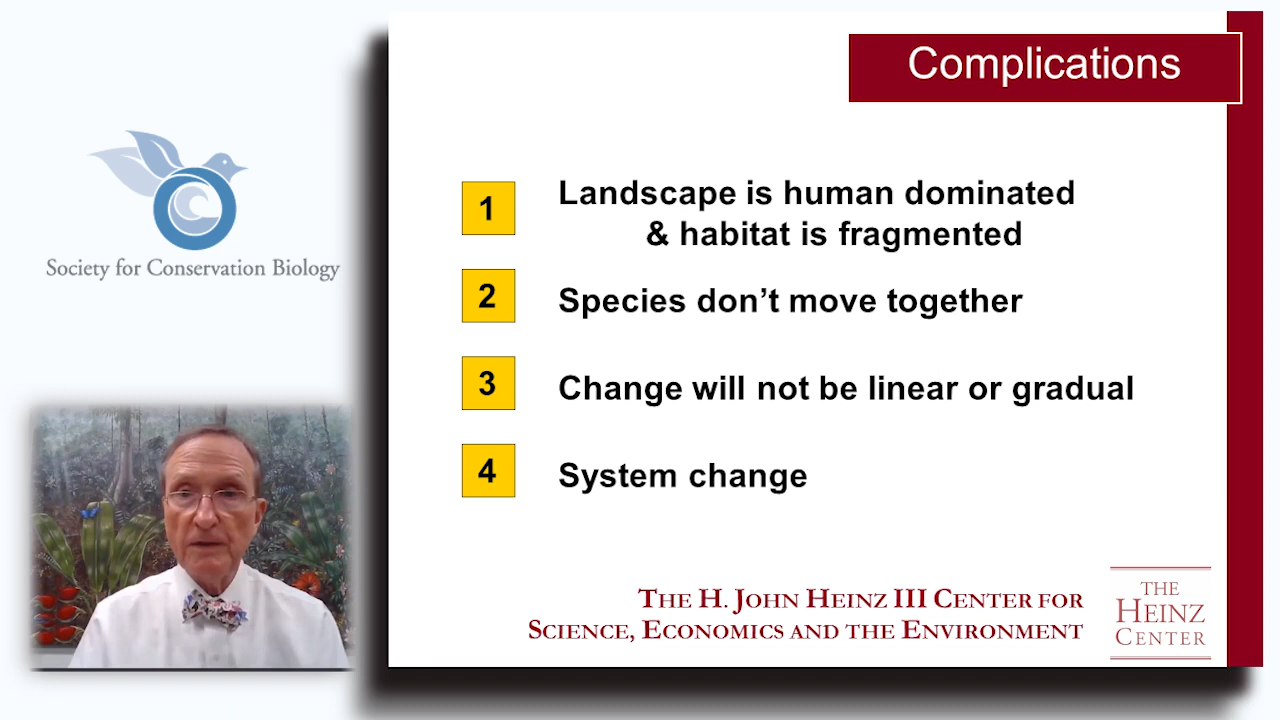 Complications
Society for Conservation Biology
1 Landscape is human dominated
& habitat is fragmented
2 Species don’t move together
3 Change will not be linear or gradual
4 System change
THE H. JOHN HEINZ III CENTER FOR
SCIENCE, ECONOMICS AND THE ENVIRONMENT
THE
HEINZ
CENTER